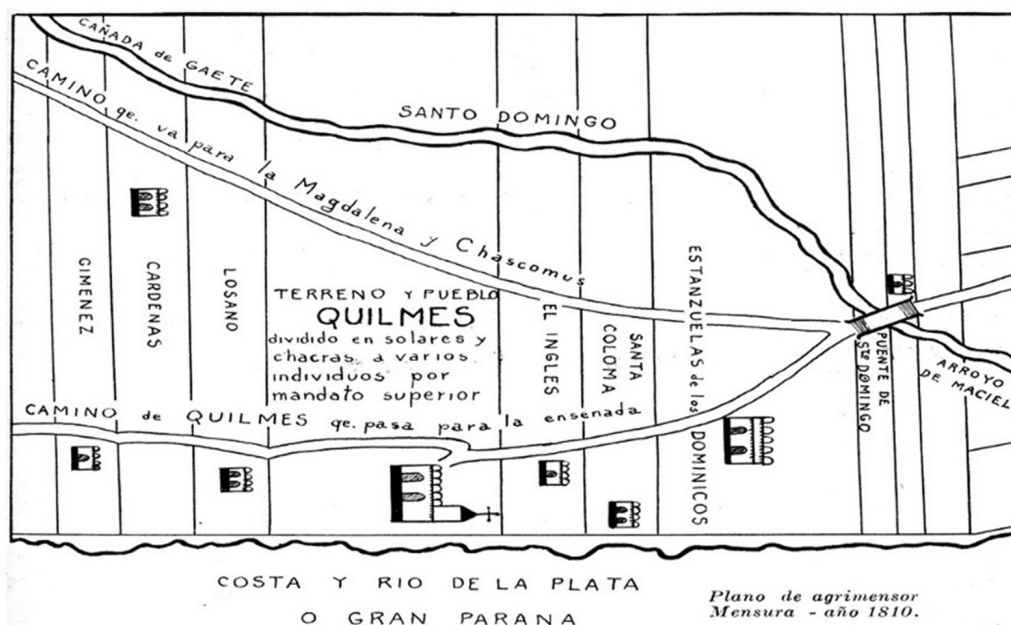 CAÑADA de GAETE
SANTO DOMINGO
CAMINO qe. va para la Magdalena y Chascomus
GIMENEZ
CARDENAS
LOSANO
TERRENO Y PUEBLO
QUILMES
dividido en solares y
chacras a varios
individuos por
mandato superior
EL INGLES
SANTA
COLOMA
ESTANZUELAS de los DOMINICOS
PUENTE DE
Sto DOMINGO
ARROYO
DE MACIEL
CAMINO de QUILMES qe. pasa para la ensenada
COSTA Y RIO DE LA PLATA
O GRAN PARANA
Plano de agrimensor
Mensura - año 1810.